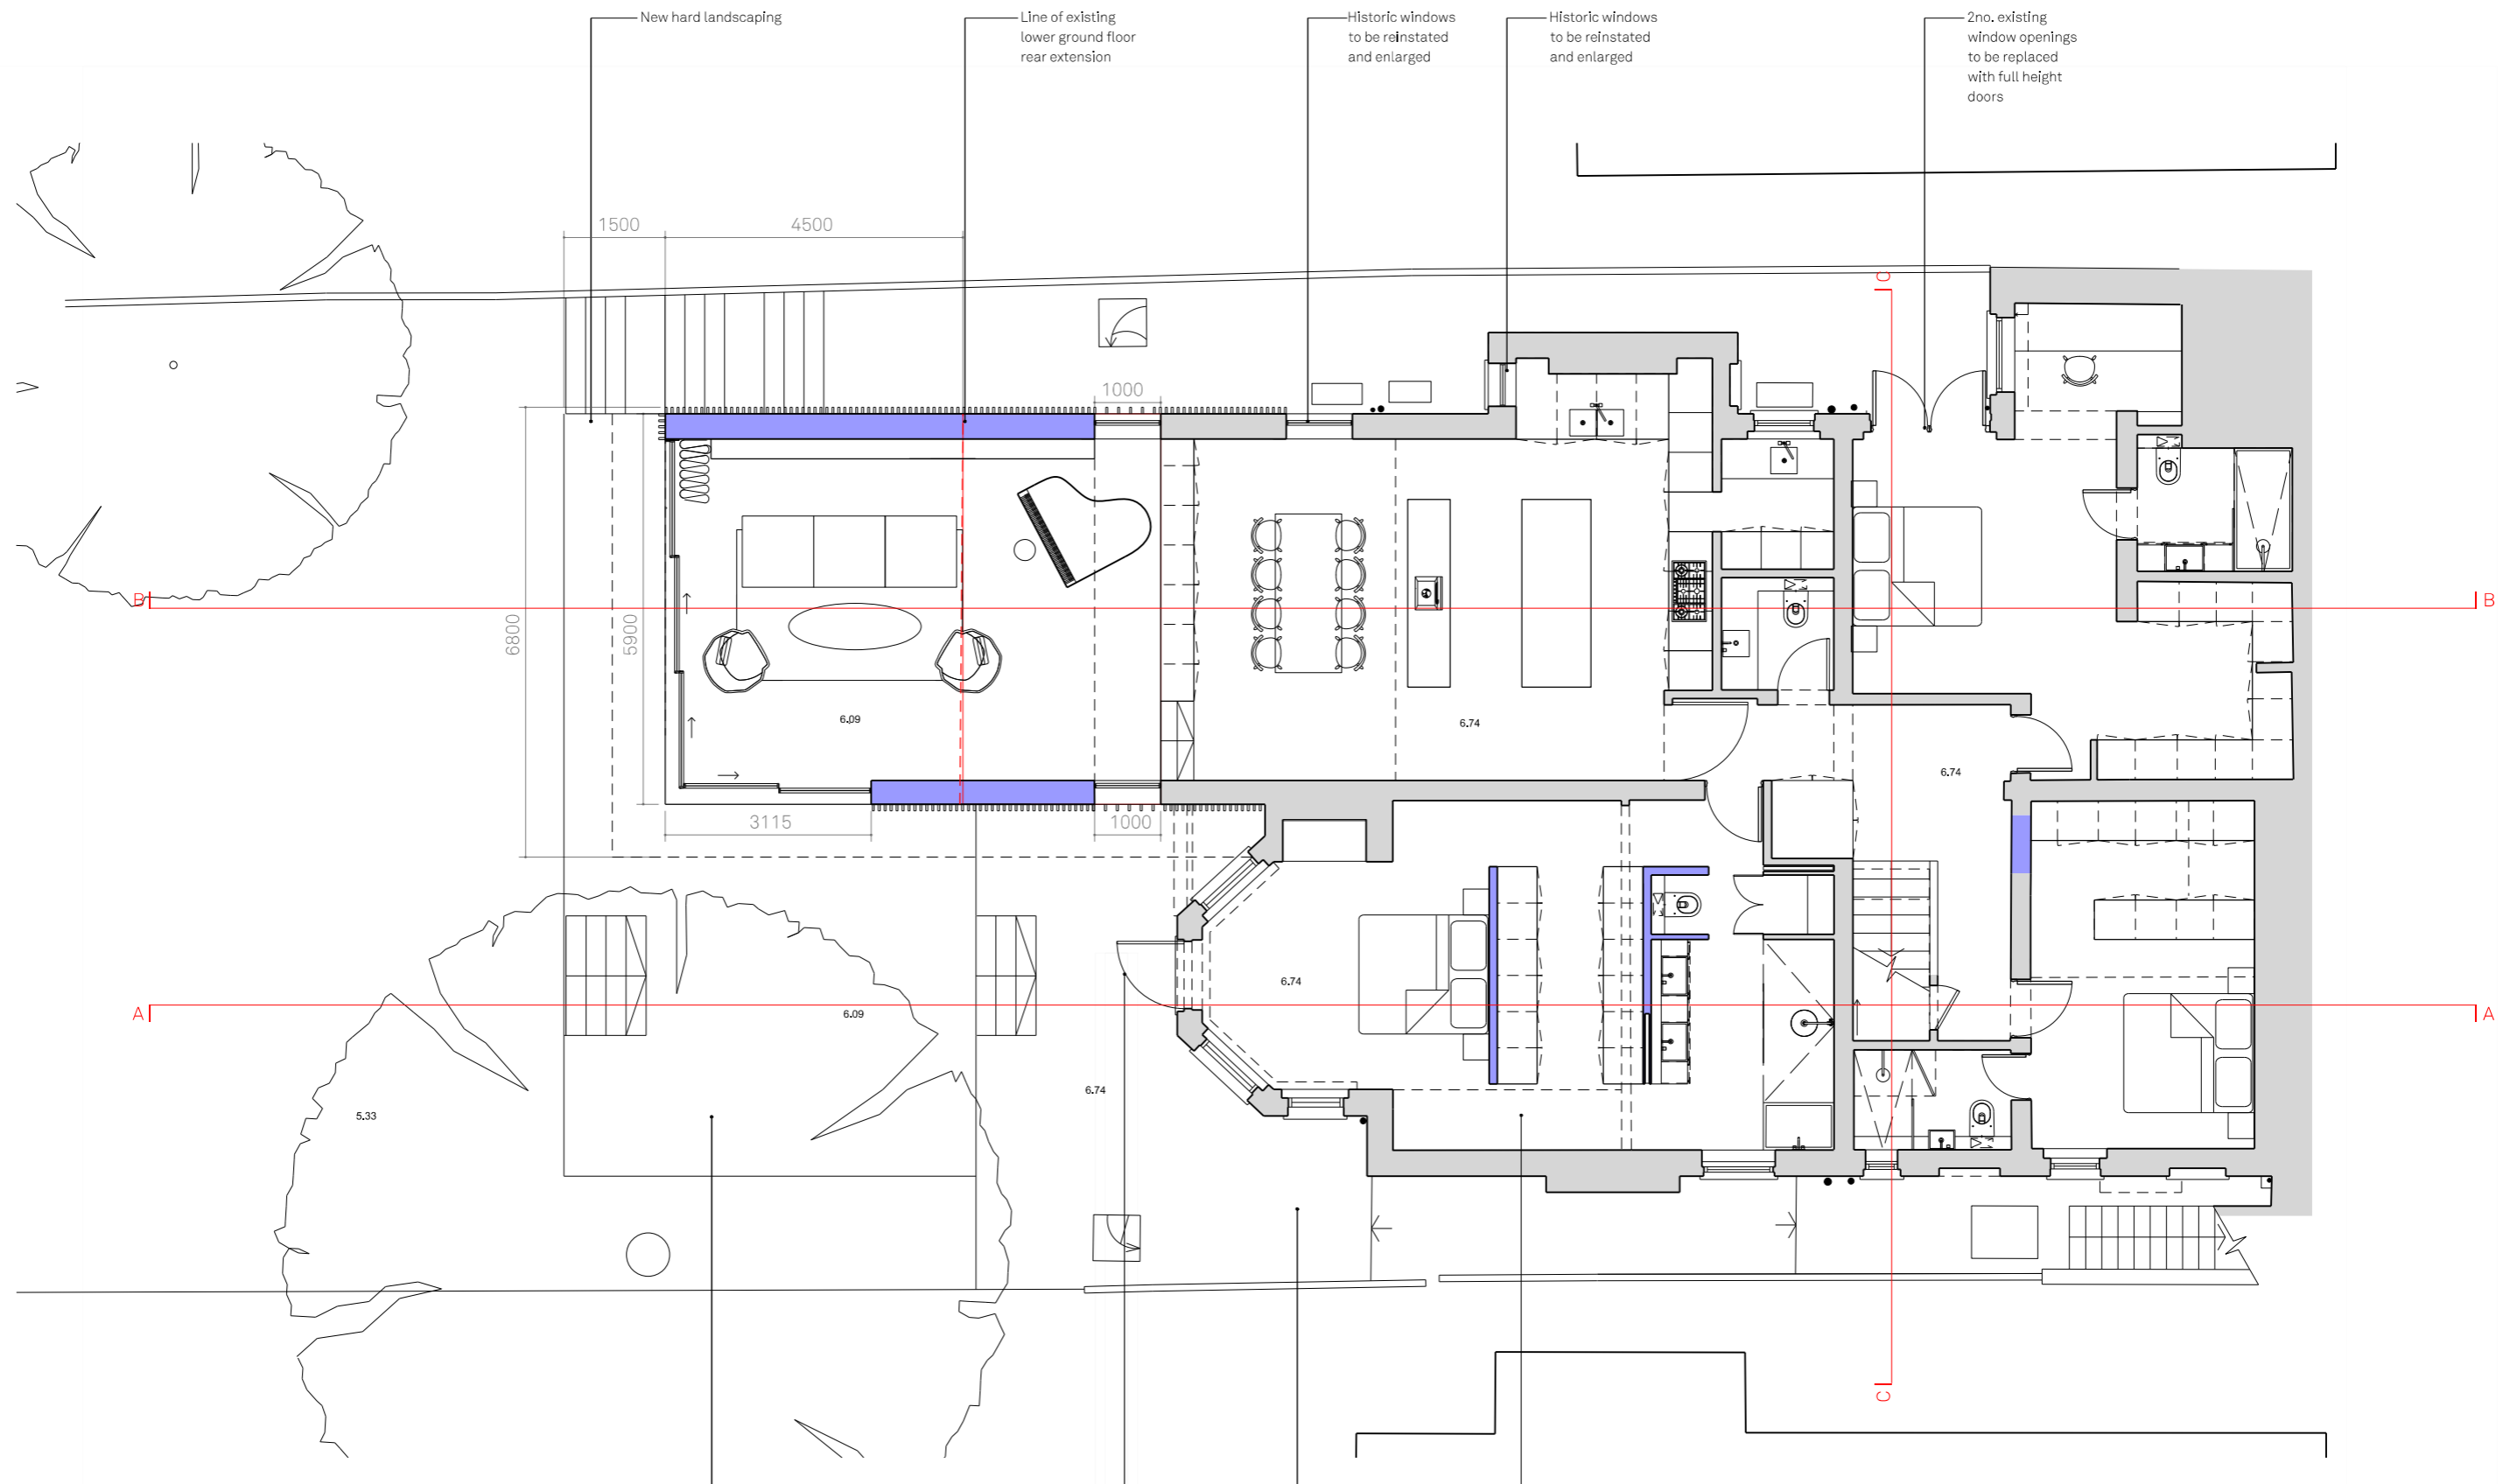 New hard landscaping
Line of existing
lower ground floor
rear extension
Historic windows
to be reinstated
and enlarged
Historic windows
to be reinstated
and enlarged
2no. existing
window openings
to be replaced
with full height
doors
1500
4500
C
1000
B
B
6800
5900
6.09
6.74
6.74
3115
1000
6.74
A
6.09
A
6.74
5.33
C